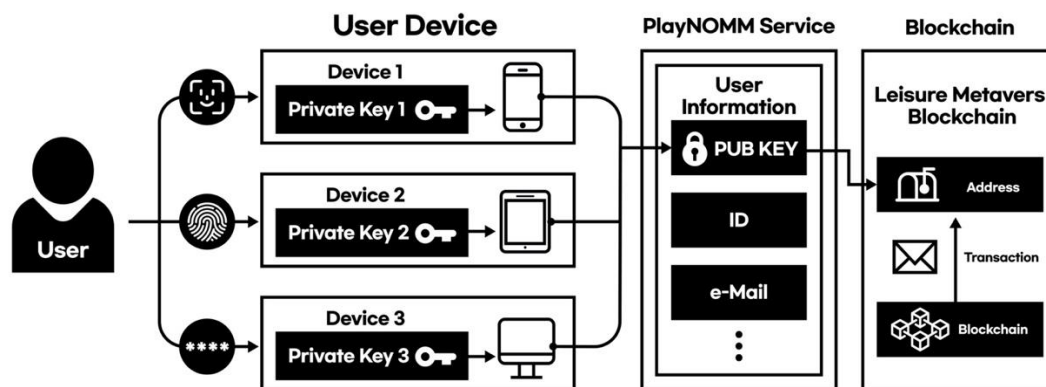 User Device
PlayNOMM Service
Blockchain
User
Device 1
Private Key 1
Device 2
Private Key 2
****
Device 3
Private Key 3
User
Information
PUB KEY
ID
e-Mail
Leisure Metavers
Blockchain
Address
Transaction
Blockchain